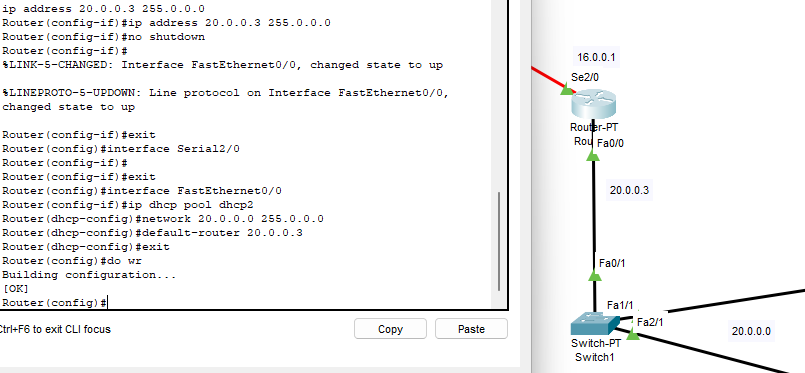 ip address 20.0.0.3 255.0.0.0
Router(config-if)#ip address 20.0.0.3 255.0.0.0
Router(config-if)#no shutdown
Router(config-if)#
%LINK-5-CHANGED: Interface FastEthernet0/0, changed state to up
%LINEPROTO-5-UPDOWN: Line protocol on Interface FastEthernet0/0,
changed state to up
Router(config-if)#exit
Router(config)#interface Serial2/0
Router(config-if)#
Router(config-if)#exit
Router(config)#interface FastEthernet0/0
Router(config-if)#ip dhcp pool dhcp2
Router(dhcp-config)#network 20.0.0.0 255.0.0.0
Router(dhcp-config)#default-router 20.0.0.3
Router(dhcp-config)#exit
Router(config)#do wr
Building configuration...
[OK]
Router(config)#
Ctrl+F6 to exit CLI focus
Copy
Paste
16.0.0.1
Se2/0
Router-PT
Rou
Fa0/0
20.0.0.3
Fa0/1
Fa1/1
Fa2/1
20.0.0.0
Switch-PT
Switch1